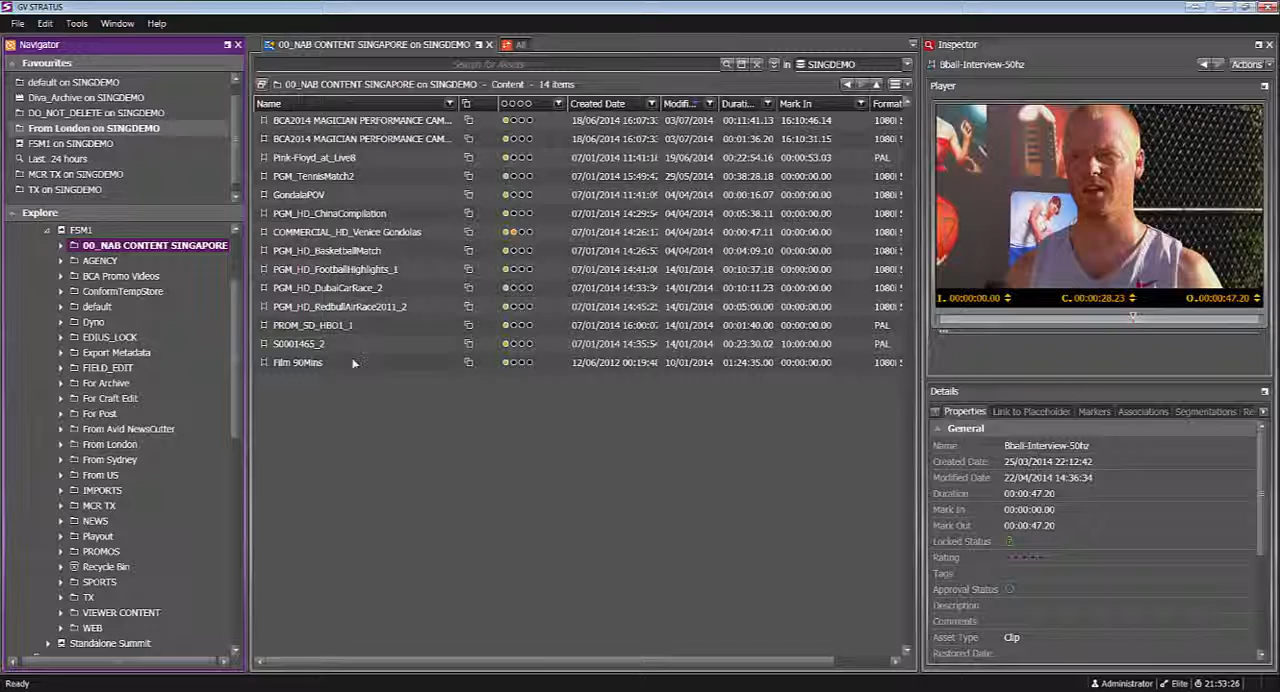 GV STRATUS
File Edit Tools Window Help
Navigator
Favourites
default on SINGDEMO
Diva_Archive on SINGDEMO
DO_NOT_DELETE on SINGDEMO
From London on SINGDEMO
FSM1 on SINGDEMO
Last 24 hours
MCR TX on SINGDEMO
TX on SINGDEMO
Explore
FSM1
00_NAB CONTENT SINGAPORE
AGENCY
BCA Promo Videos
ConformTempStore
default
Dyno
EDIUS_LOCK
Export Metadata
FIELD_EDIT
For Archive
For Craft Edit
For Post
From Avid NewsCutter
From London
From Sydney
From US
IMPORTS
MCR TX
NEWS
Playout
PROMOS
Recycle Bin
SPORTS
TX
VIEWER CONTENT
WEB
Standalone Summit
00_NAB CONTENT SINGAPORE on SINGDEMO All
Search for Assets in SINGDEMO
00_NAB CONTENT SINGAPORE on SINGDEMO – Content – 14 items
Name Created Date Modifi... Durati... Mark In Format
BCA2014 MAGICIAN PERFORMANCE CAM... 18/06/2014 16:07:3 03/07/2014 00:11:41.13 16:10:46.14 1080i
BCA2014 MAGICIAN PERFORMANCE CAM... 18/06/2014 16:07:3 03/07/2014 00:01:36.20 16:10:31.15 1080i
Pink-Floyd_at_Live8 07/01/2014 11:41:1 19/06/2014 00:22:54.16 00:00:53.03 PAL
PGM_TennisMatch2 07/01/2014 15:49:4 29/05/2014 00:38:28.18 00:00:00.00 1080i
GondalaPOV 07/01/2014 11:41:0 04/04/2014 00:00:16.07 00:00:00.00 1080i
PGM_HD_ChinaCompilation 07/01/2014 14:29:5 04/04/2014 00:05:38.11 00:00:00.00 1080i
COMMERCIAL_HD_Venice Gondolas 07/01/2014 14:26:1 04/04/2014 00:00:47.11 00:00:00.00 1080i
PGM_HD_BasketballMatch 07/01/2014 14:26:5 04/04/2014 00:04:09.10 00:00:00.00 1080i
PGM_HD_FootballHighlights_1 07/01/2014 14:41:0 14/01/2014 00:10:37.18 00:00:00.00 1080i
PGM_HD_DubaiCarRace_2 07/01/2014 14:33:3 14/01/2014 00:10:11.23 00:00:00.00 1080i
PGM_HD_RedbullAirRace2011_2 07/01/2014 14:45:2 14/01/2014 00:05:00.00 00:00:00.00 1080i
PROM_SD_HBO1_1 07/01/2014 16:00:0 14/01/2014 00:01:40.00 00:00:00.00 PAL
S0001465_2 07/01/2014 14:35:5 14/01/2014 00:23:30.02 10:00:00.00 PAL
Film 90Mins 12/06/2012 00:19:4 10/01/2014 01:24:35.00 00:00:00.00 1080i
Inspector
Bball-Interview-50hz Actions
Player
I. 00:00:00.00 C. 00:00:28.23 O. 00:00:47.20
Details
Properties Link to Placeholder Markers Associations Segmentations Re
General
Name Bball-Interview-50hz
Created Date 25/03/2014 22:12:42
Modified Date 22/04/2014 14:36:34
Duration 00:00:47.20
Mark In 00:00:00.00
Mark Out 00:00:47.20
Locked Status
Rating
Tags
Approval Status
Description
Comments
Asset Type Clip
Restored Date
Ready Administrator Elite 21:53:26